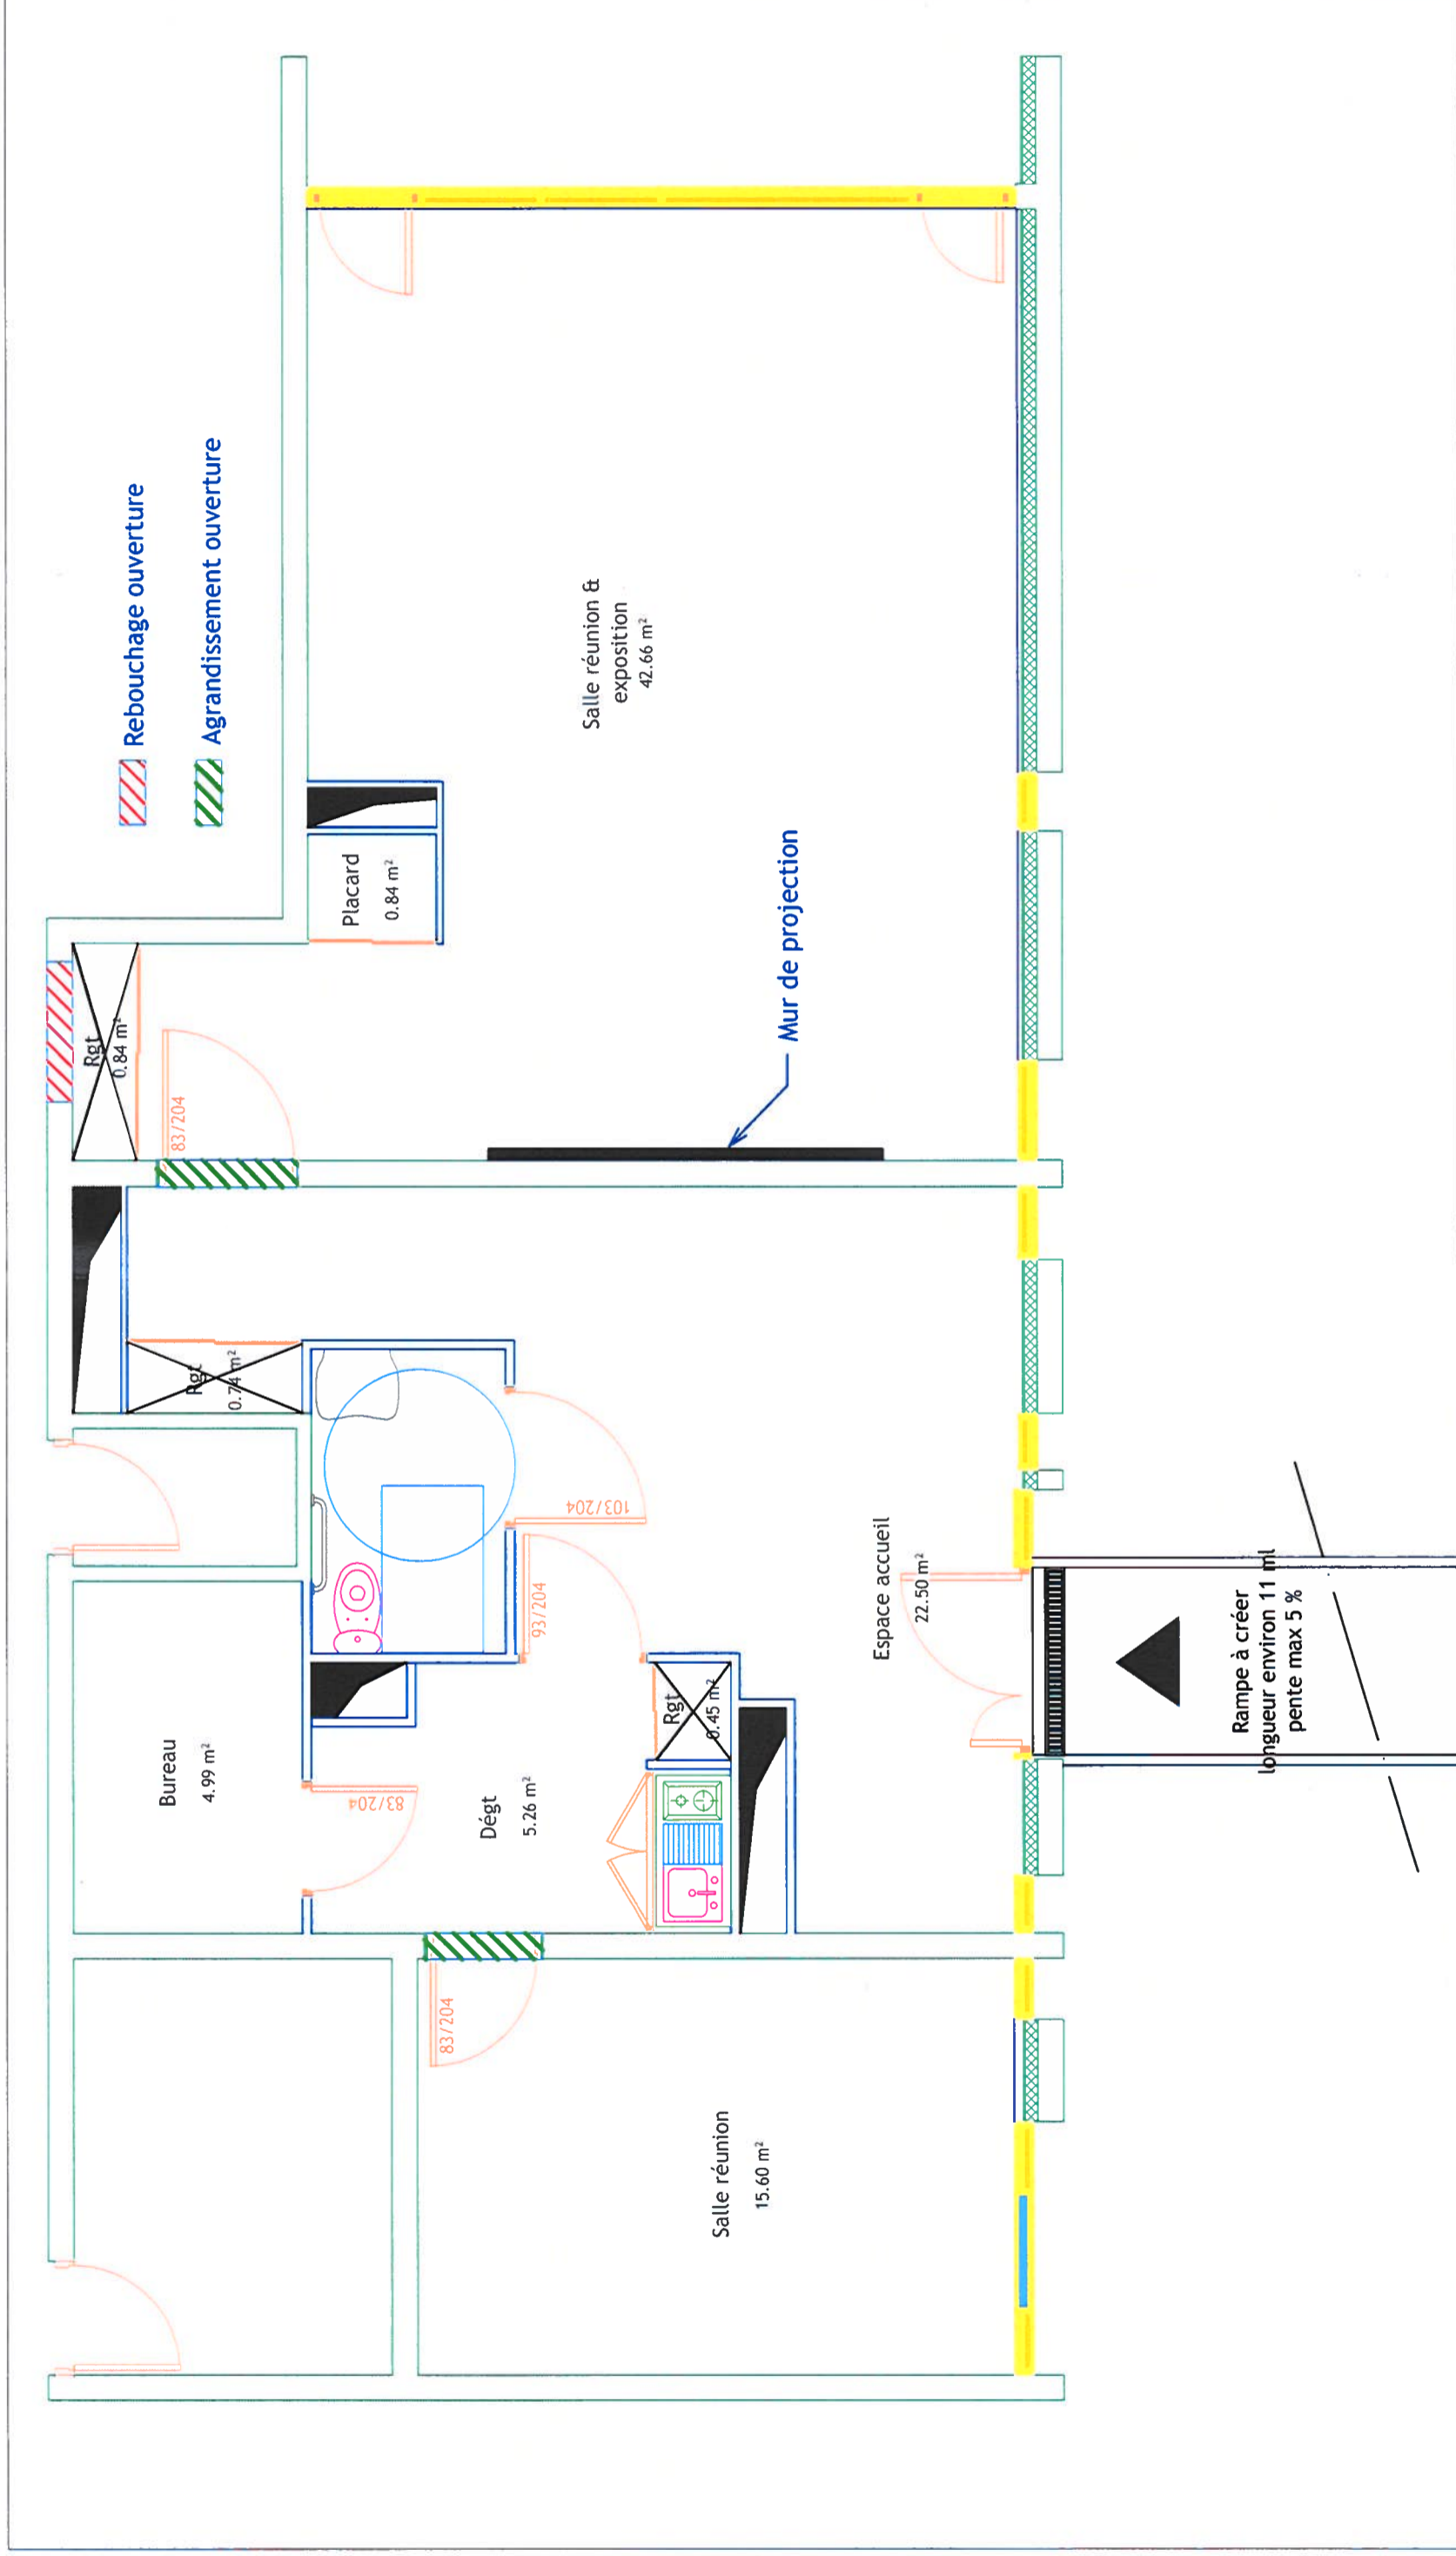 Rebouchage ouverture
Agrandissement ouverture
Rgt
0.84 m²
83/204
Placard
0.84 m²
Salle réunion &
exposition
42.66 m²
Mur de projection
Rgt
0.74 m²
103/204
93/204
Bureau
4.99 m²
83/204
Dégt
5.26 m²
Rgt
0.45 m²
Espace accueil
22.50 m²
83/204
Salle réunion
15.60 m²
Rampe à créer
longueur environ 11 ml
pente max 5 %